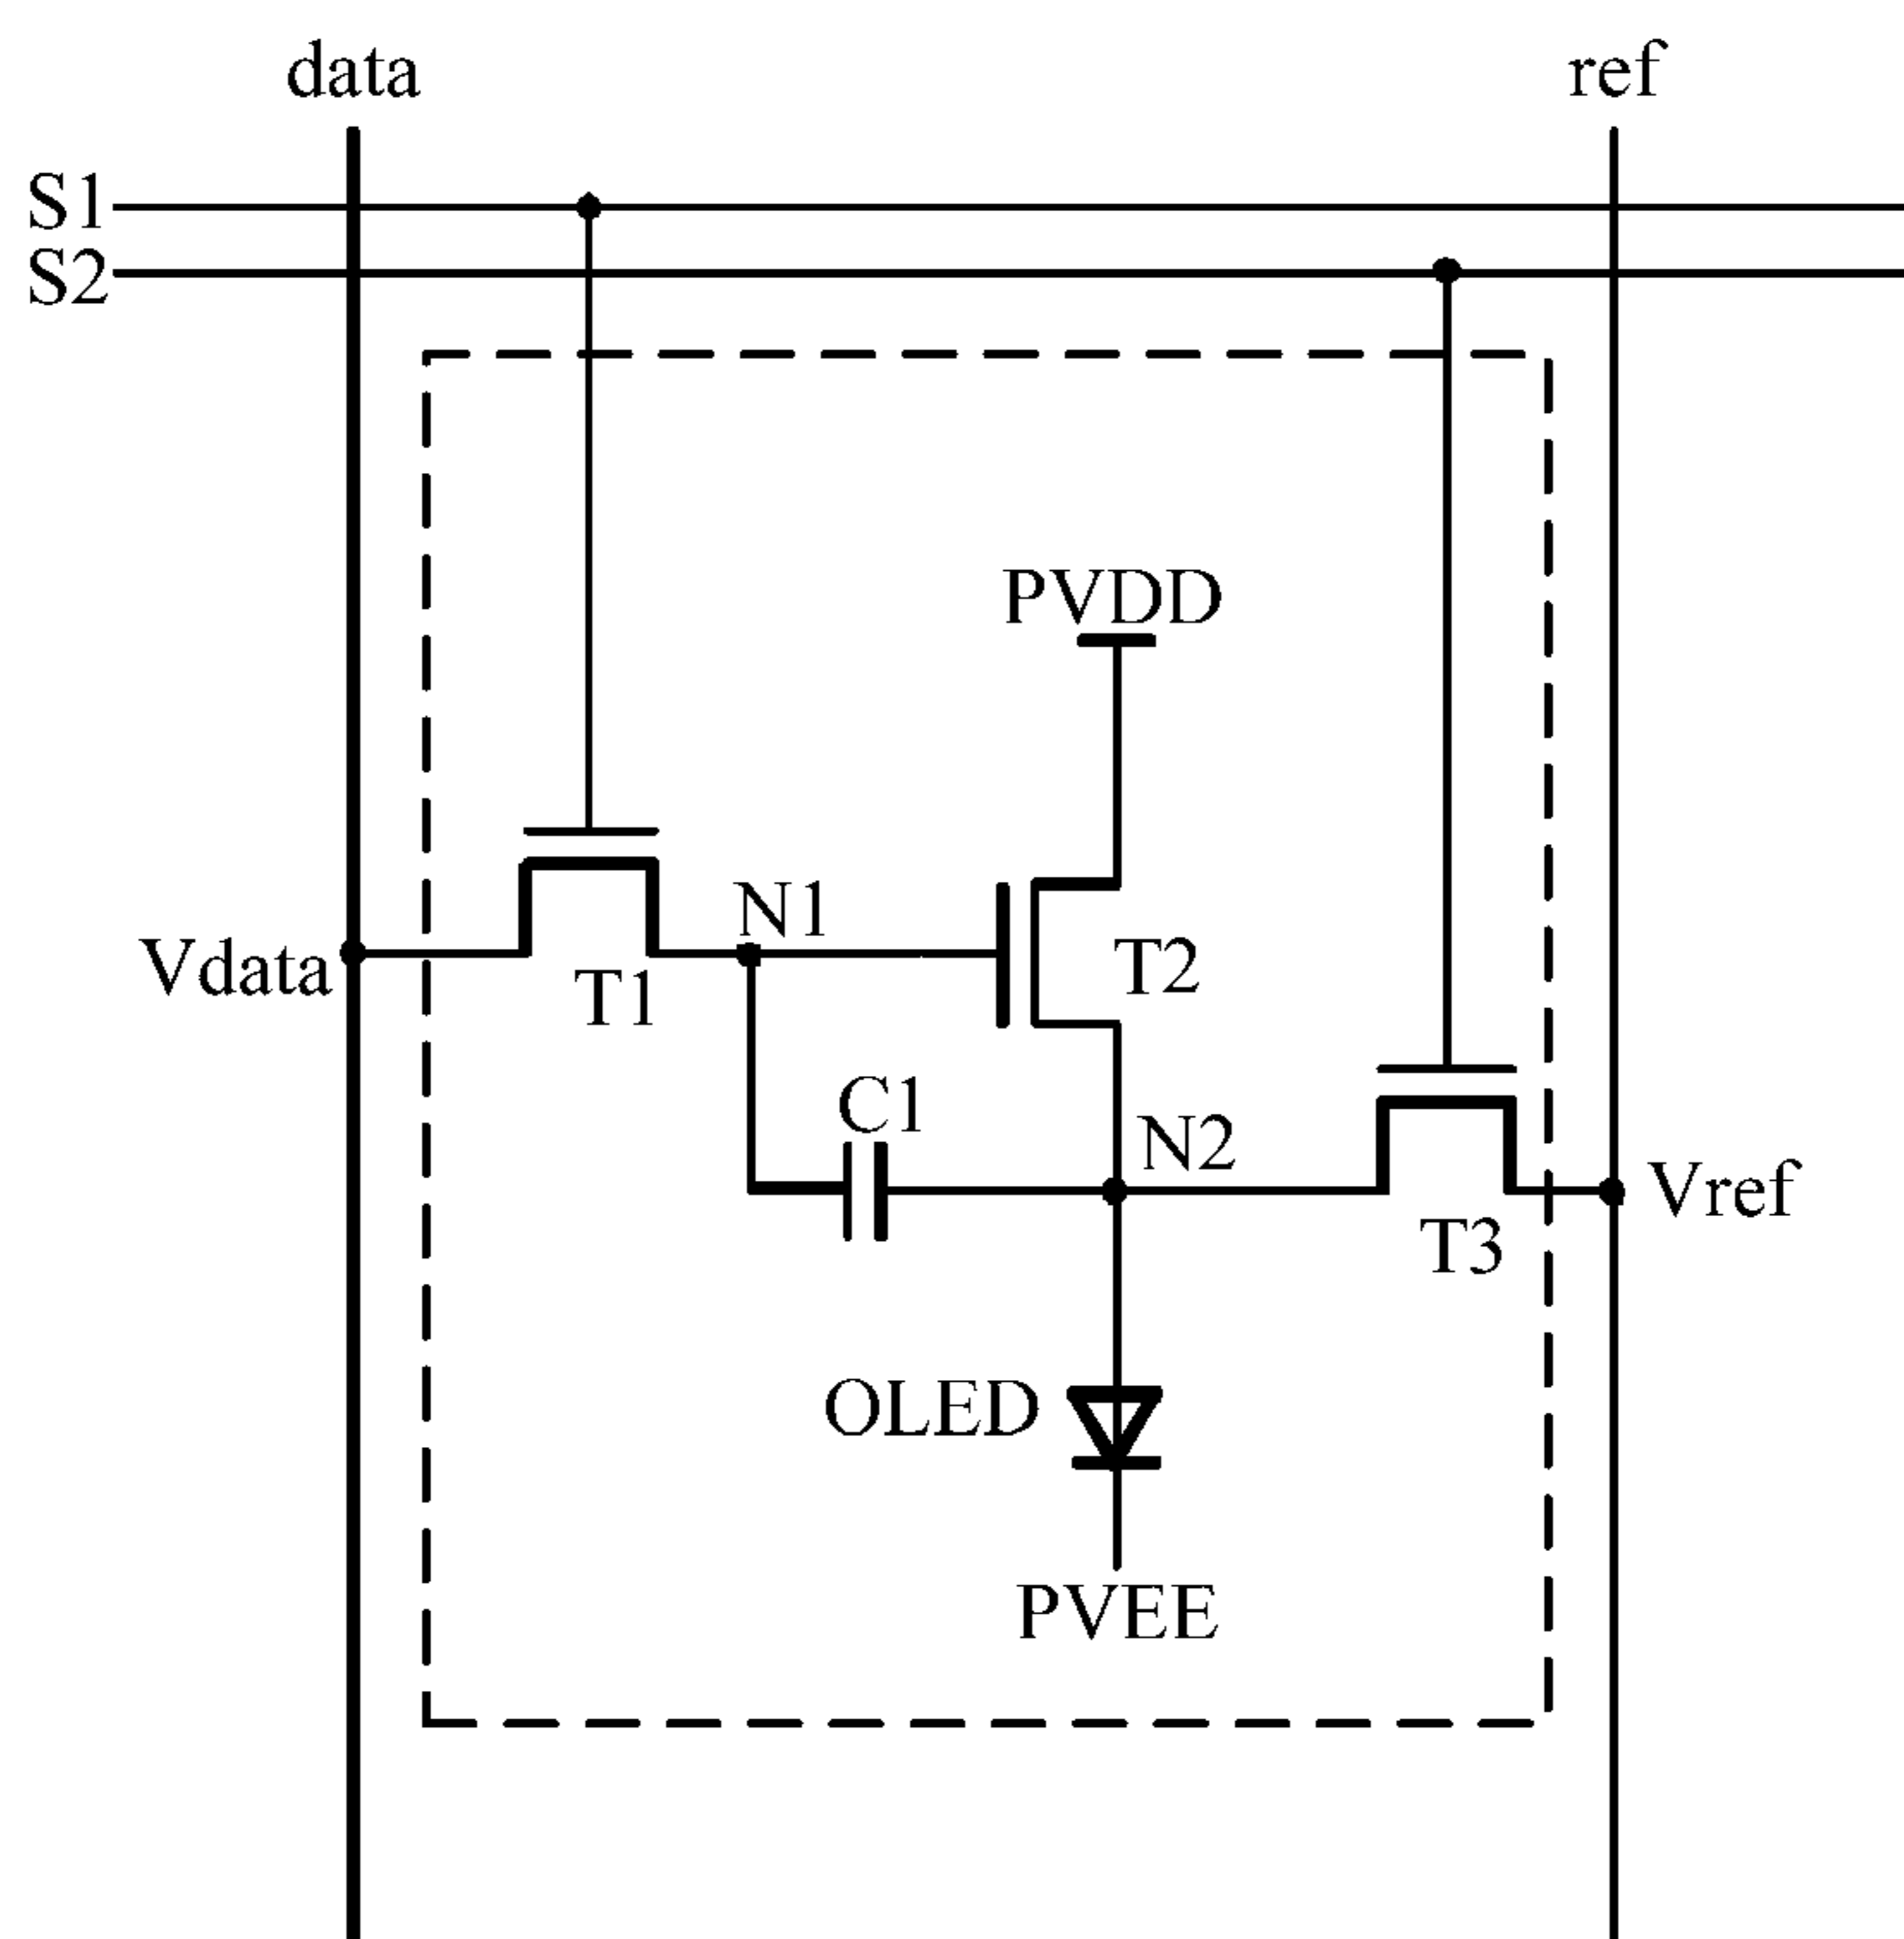 data
ref
S1
S2
PVDD
N1
Vdata
T1
T2
C1
N2
Vref
T3
OLED
PVEE